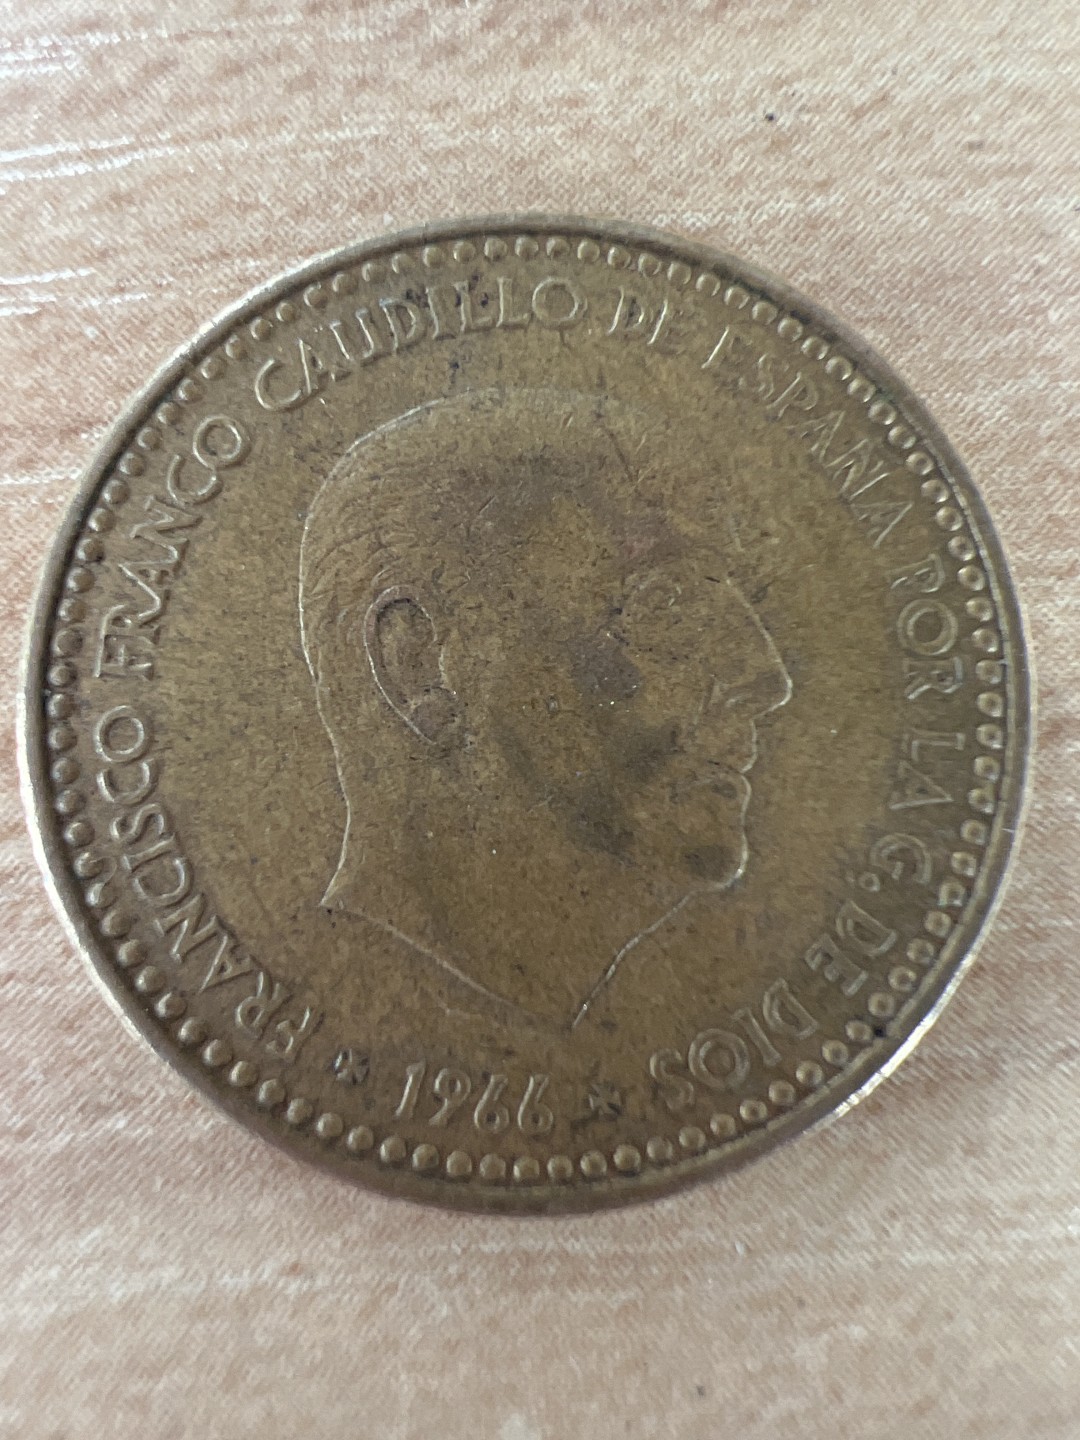 FRANCISCO FRANCO CAUDILLO DE ESPAÑA POR LA G. DE DIOS
* 1966 *